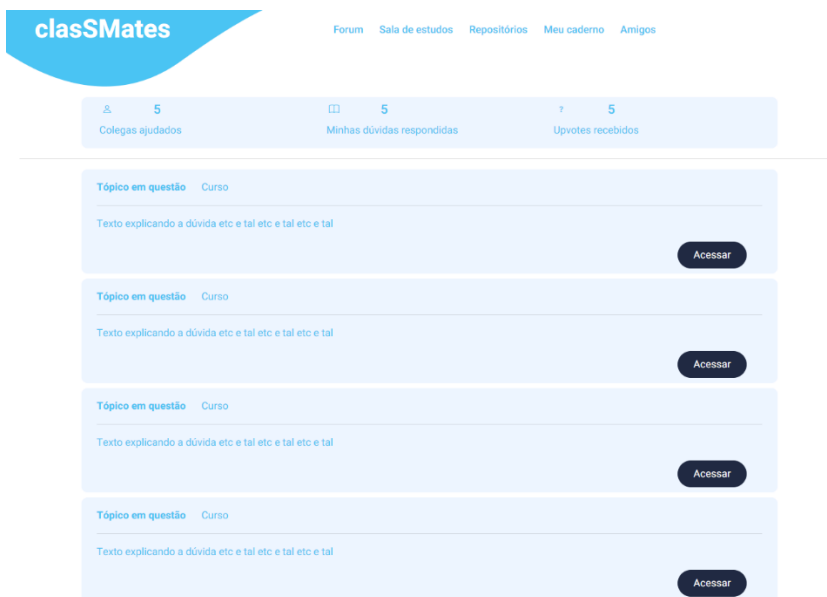 clasSMates
Forum Sala de estudos Repositórios Meu caderno Amigos
5 5 ? 5
Colegas ajudados Minhas dúvidas respondidas Upvotes recebidos
Tópico em questão Curso
Texto explicando a dúvida etc e tal etc e tal etc e tal
Acessar
Tópico em questão Curso
Texto explicando a dúvida etc e tal etc e tal etc e tal
Acessar
Tópico em questão Curso
Texto explicando a dúvida etc e tal etc e tal etc e tal
Acessar
Tópico em questão Curso
Texto explicando a dúvida etc e tal etc e tal etc e tal
Acessar